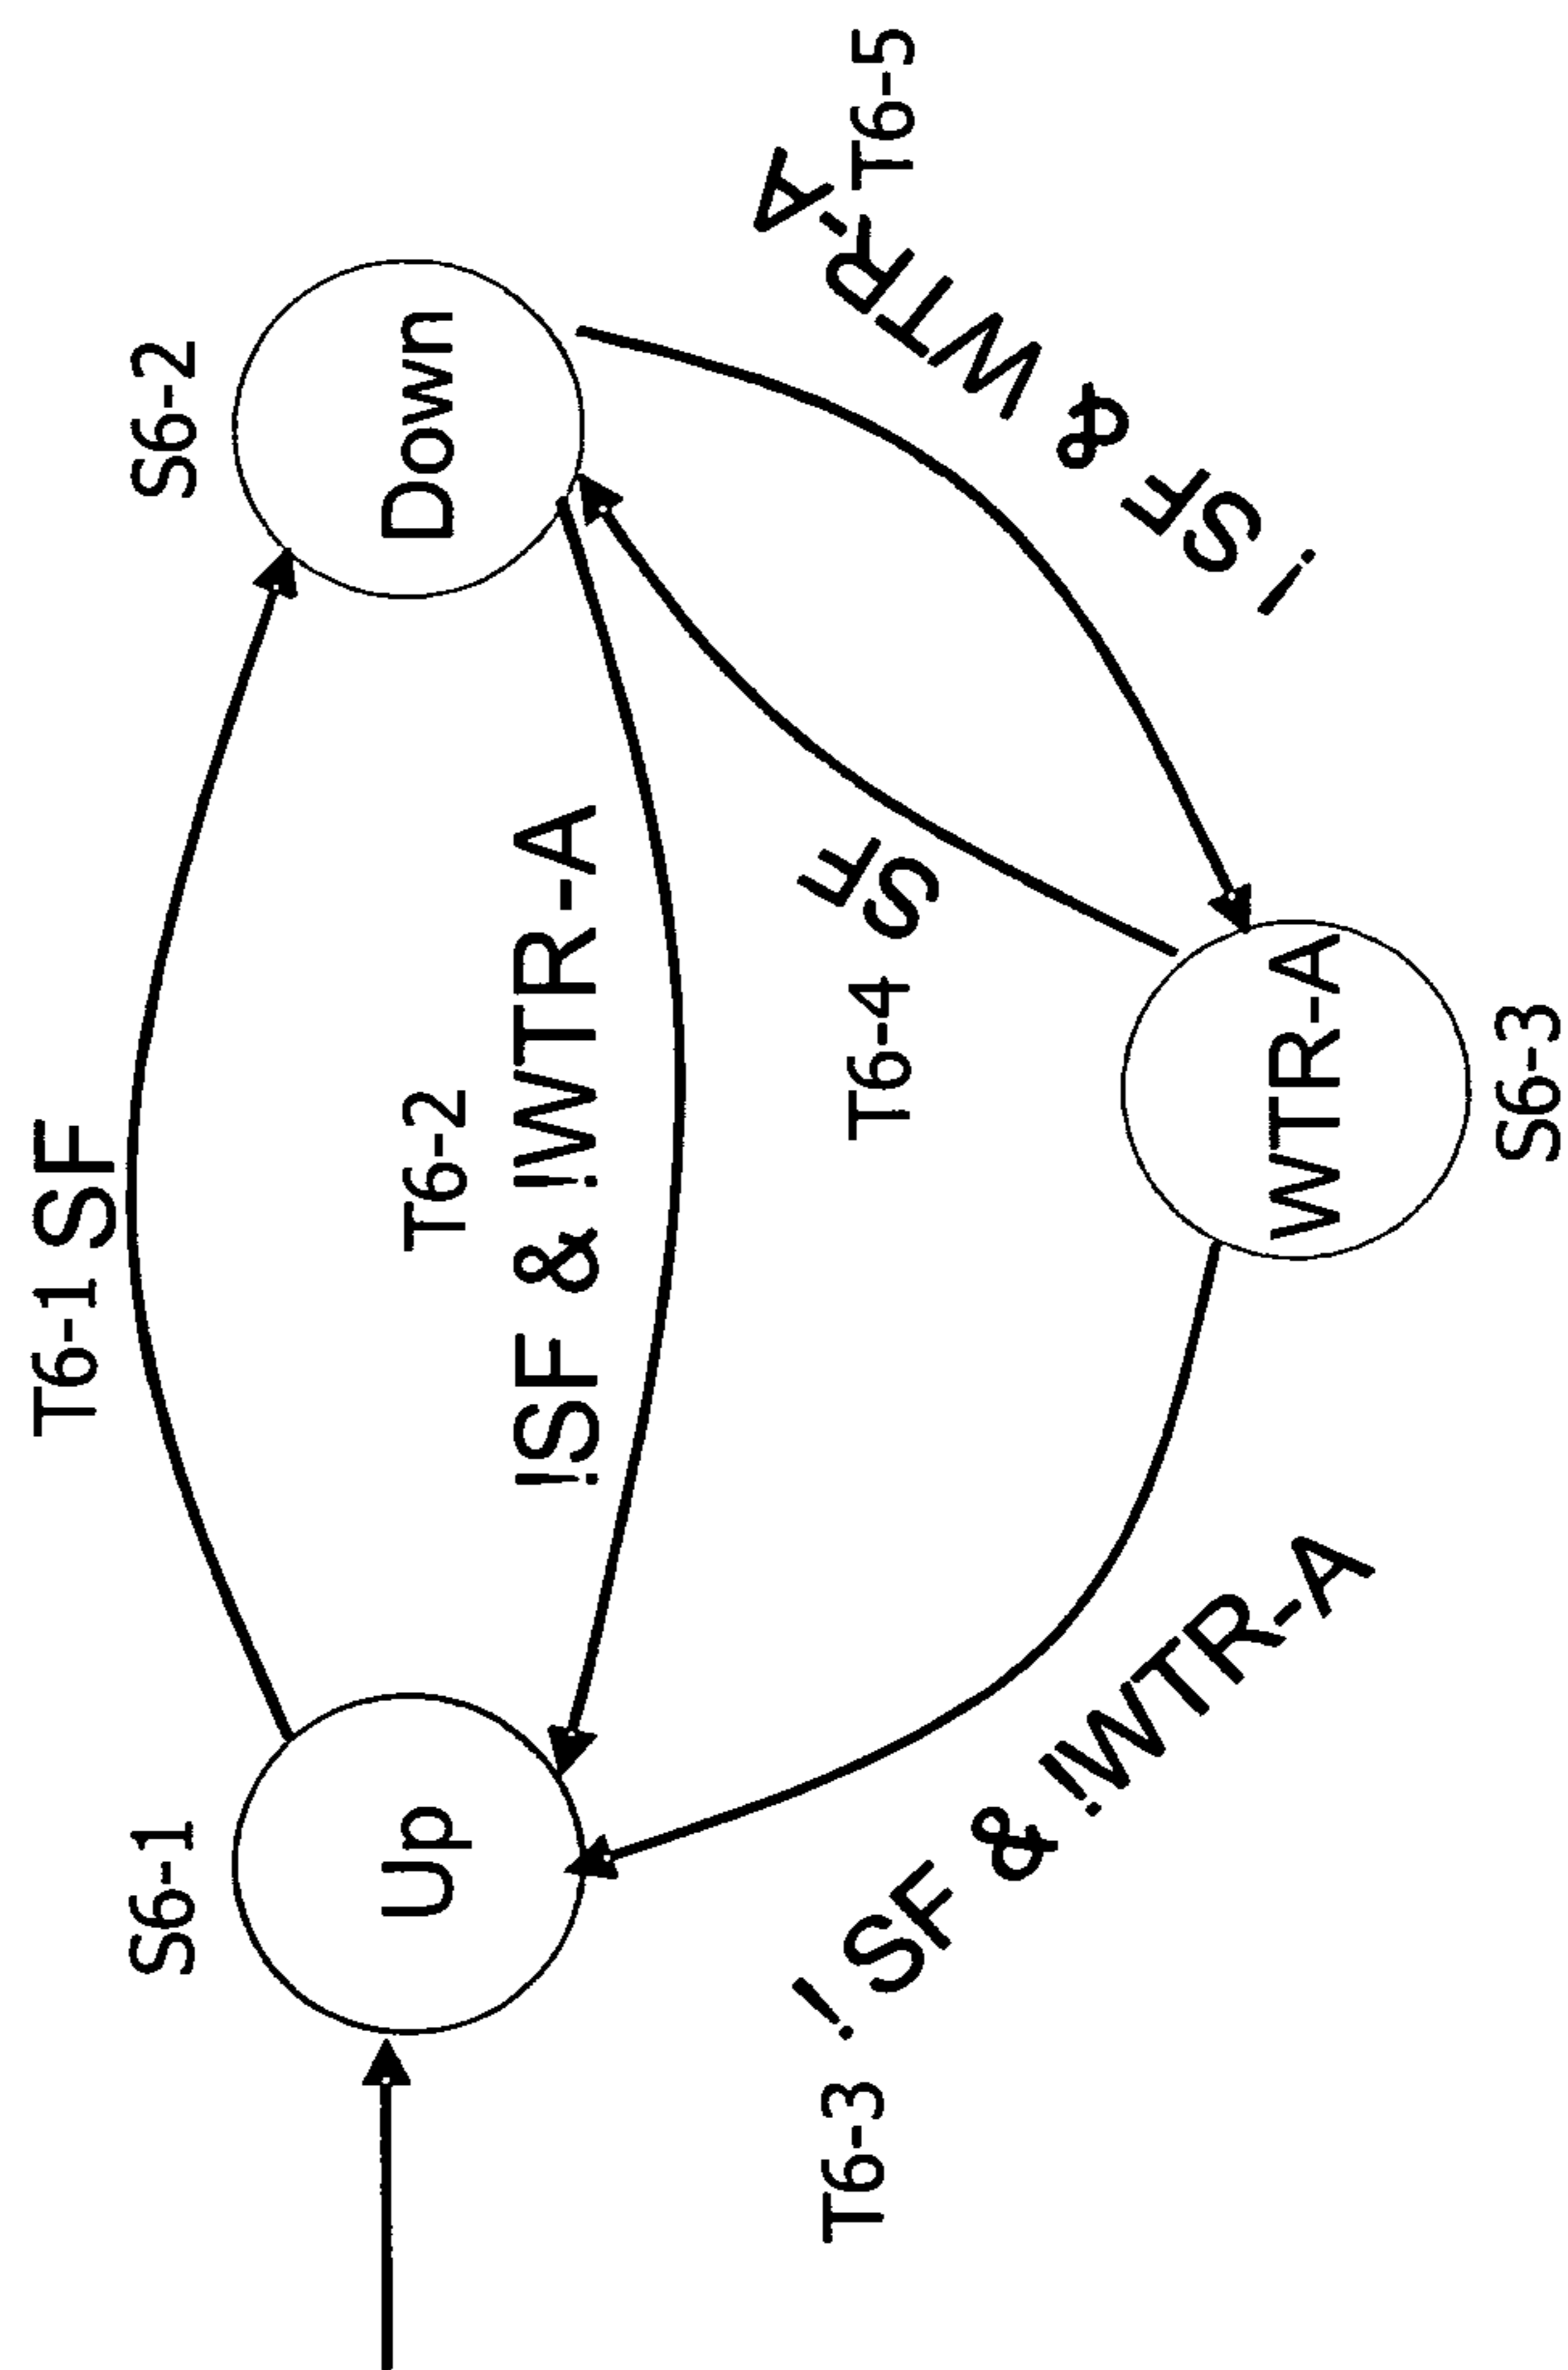 T6-1 SF
S6-1
S6-2
Up
Down
T6-2
!SF & !WTR-A
T6-4
SF
T6-5
!SF & WTR-A
T6-3
! SF & !WTR-A
WTR-A
S6-3